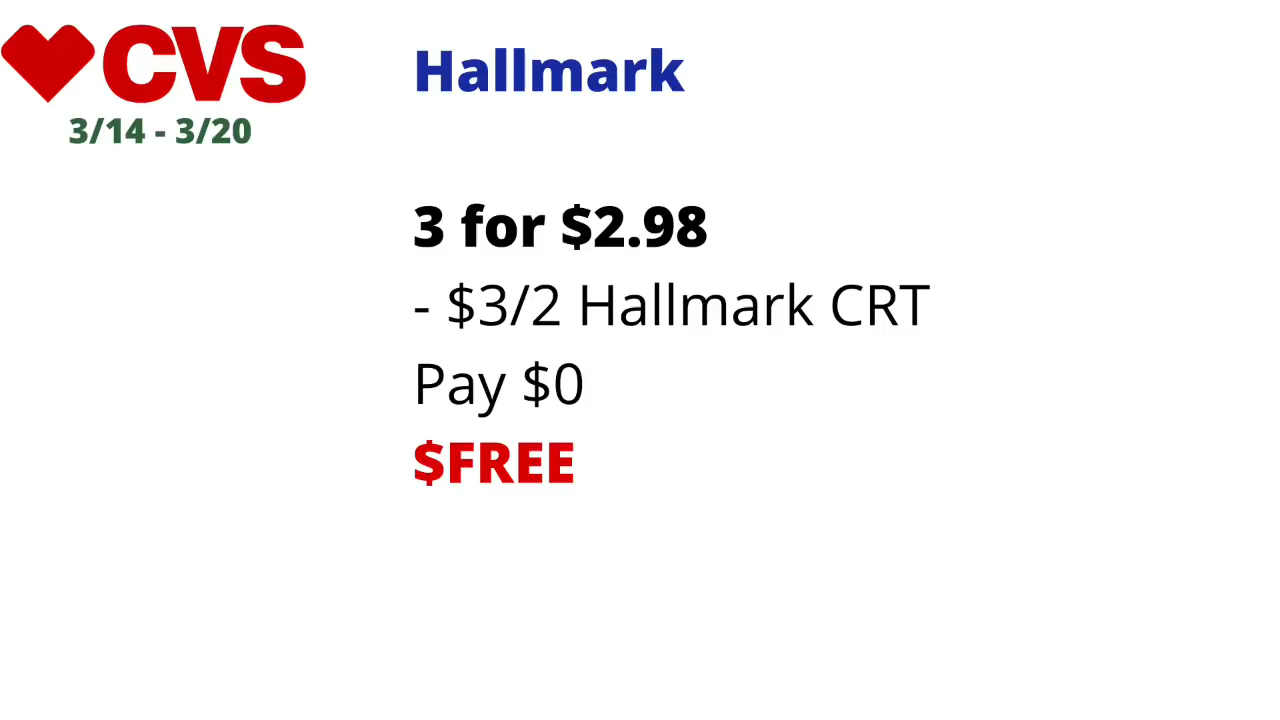 CVS
3/14 - 3/20
Hallmark
3 for $2.98
- $3/2 Hallmark CRT
Pay $0
$FREE